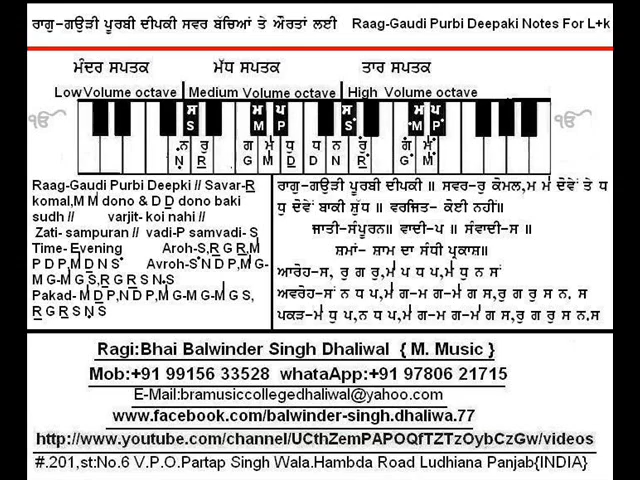 ਰਾਗੁ-ਗਉੜੀ ਪੂਰਬੀ ਦੀਪਕੀ ਸਵਰ ਬੱਚਿਆਂ ਤੇ ਔਰਤਾਂ ਲਈ Raag-Gaudi Purbi Deepaki Notes For L+k
ਮੰਦਰ ਸਪਤਕ ਮੱਧ ਸਪਤਕ ਤਾਰ ਸਪਤਕ
Low Volume octave Medium Volume octave High Volume octave
ਸ ਮ ਪ ਸੰ ਮੰ ਪੰ
S M P Ṡ Ṁ Ṗ
ੴ ੴ
ਨ਼ ਰੁ ਗ ਮੇ ਧੁ ਧ ਨ ਰੁੰ ਗੰ ਮੰ
Ṇ R̲ G M̍ D̲ D N Ṙ̲ Ġ Ṁ̍
Raag-Gaudi Purbi Deepki // Savar-R̲
komal,M M̍ dono & D D̲ dono baki
sudh // varjit- koi nahi //
Zati- sampuran // vadi-P samvadi- S
Time- Evening Aroh-S,R̲ G R̲,M̍
P D P,M̍ D̲ N Ṡ Avroh-Ṡ N D P,M̍ G-
M G-M̍ G S,R̲ G R̲ S Ṇ S
Pakad- M̍ D̲ P,N D P,M̍ G-M G-M̍ G S,
R̲ G R̲ S Ṇ S
ਰਾਗੁ-ਗਉੜੀ ਪੂਰਬੀ ਦੀਪਕੀ ॥ ਸਵਰ-ਰੁ ਕੋਮਲ,ਮ ਮ̍ ਦੋਵੇਂ ਤੇ ਧ
ਧੁ ਦੋਵੇਂ ਬਾਕੀ ਸ਼ੁੱਧ ॥ ਵਰਜਿਤ- ਕੋਈ ਨਹੀਂ॥
ਜਾਤੀ-ਸੰਪੂਰਨ॥ ਵਾਦੀ-ਪ ॥ ਸੰਵਾਦੀ-ਸ ॥
ਸ਼ਮਾਂ- ਸ਼ਾਮ ਦਾ ਸੰਧੀ ਪ੍ਰਕਾਸ਼॥
ਆਰੋਹ-ਸ, ਰੁ ਗ ਰੁ,ਮ̍ ਪ ਧ ਪ,ਮ̍ ਧੁ ਨ ਸਾਂ
ਅਵਰੋਹ-ਸਾਂ ਨ ਧ ਪ,ਮ̍ ਗ-ਮ ਗ-ਮ̍ ਗ ਸ,ਰੁ ਗ ਰੁ ਸ ਨ. ਸ
ਪਕੜ-ਮ̍ ਧੁ ਪ,ਨ ਧ ਪ,ਮ̍ ਗ-ਮ ਗ-ਮ̍ ਗ ਸ,ਰੁ ਗ ਰੁ ਸ ਨ.ਸ
Ragi:Bhai Balwinder Singh Dhaliwal { M. Music }
Mob:+91 99156 33528 whataApp:+91 97806 21715
E-Mail:bramusiccollegedhaliwal@yahoo.com
www.facebook.com/balwinder-singh.dhaliwa.77
http://www.youtube.com/channel/UCthZemPAPOQfTZTzOybCzGw/videos
#.201,st:No.6 V.P.O.Partap Singh Wala.Hambda Road Ludhiana Panjab{INDIA}